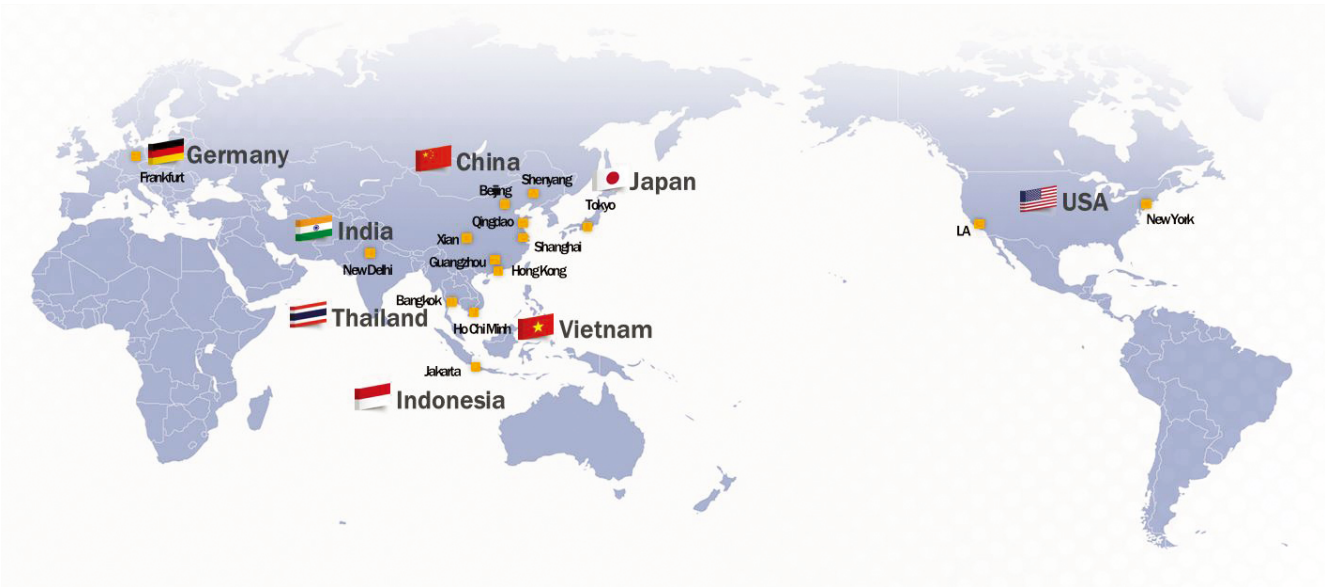 Germany
Frankfurt
China
Shenyang
Beijing
Japan
Tokyo
Qingdao
Xian
Shanghai
Guangzhou
Hong Kong
India
New Delhi
Bangkok
Thailand
Ho Chi Minh
Vietnam
Jakarta
Indonesia
USA
LA
New York